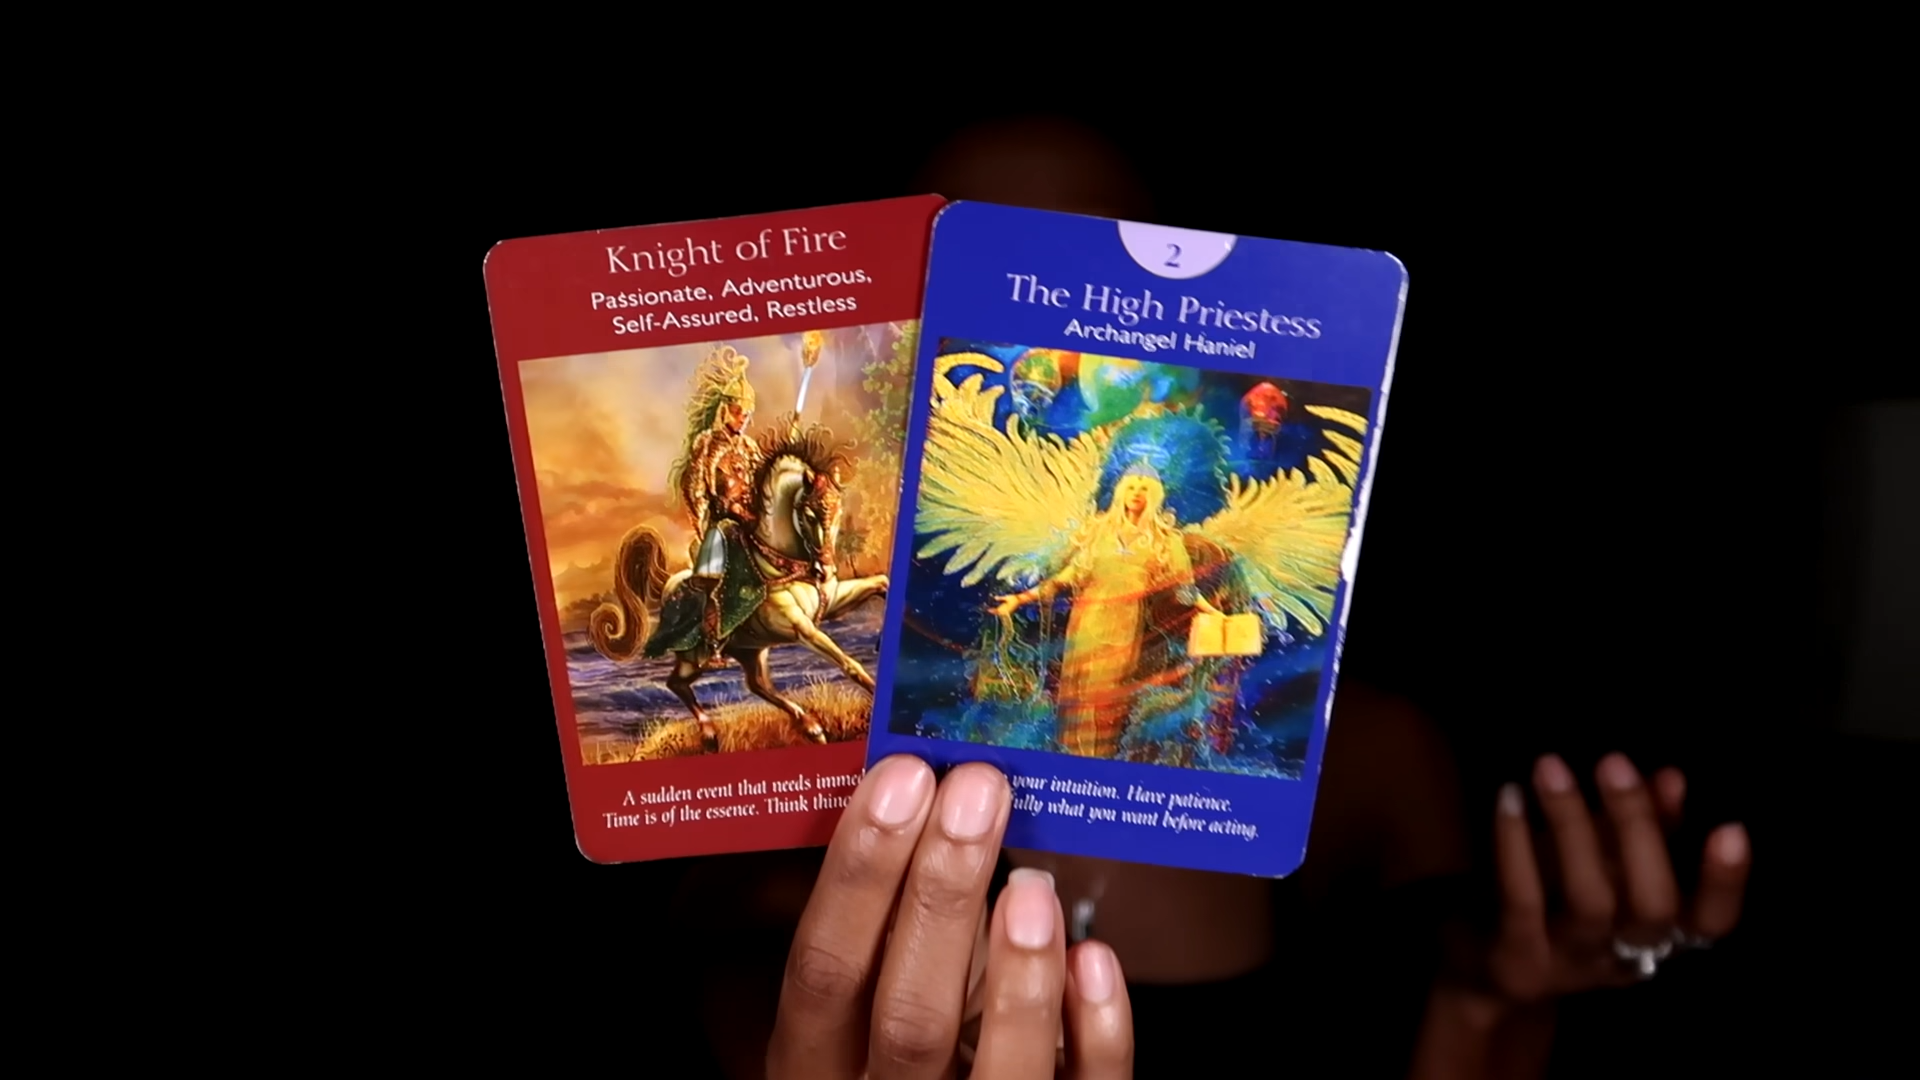 Knight of Fire
Passionate, Adventurous,
Self-Assured, Restless
A sudden event that needs
Time is of the essence. Think
2
The High Priestess
Archangel Haniel
your intuition. Have patience.
what you want before acting.